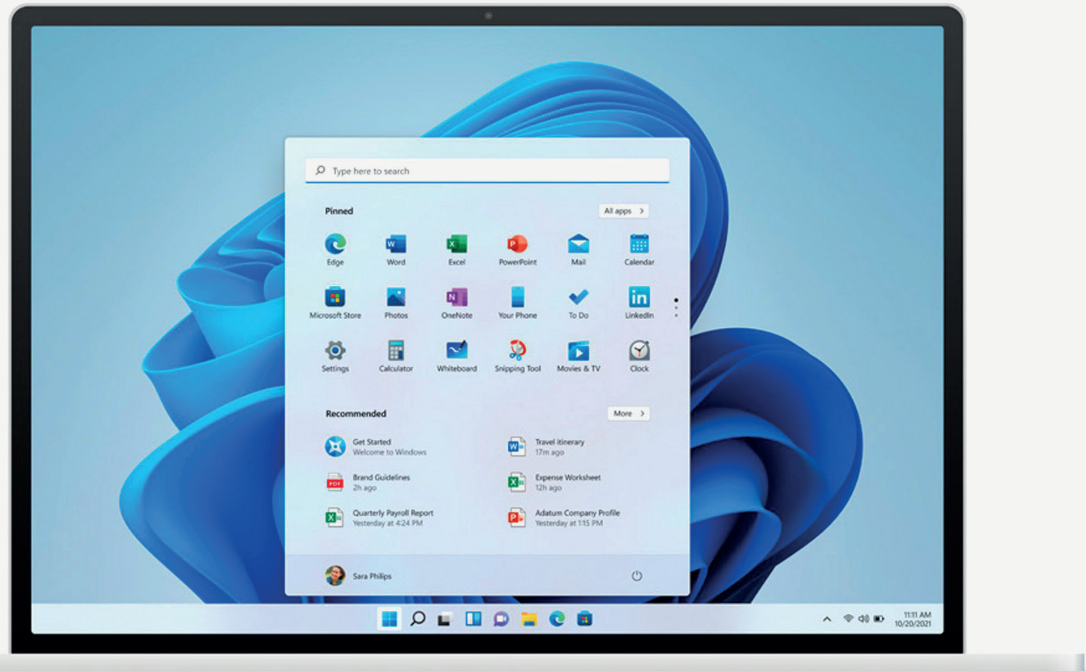 Type here to search
Pinned
All apps >
Edge
Word
Excel
PowerPoint
Mail
Calendar
Microsoft Store
Photos
OneNote
Your Phone
To Do
LinkedIn
Settings
Calculator
Whiteboard
Snipping Tool
Movies & TV
Clock
Recommended
More >
Get Started
Welcome to Windows
Travel itinerary
17m ago
PDF
Brand Guidelines
2h ago
Expense Worksheet
12h ago
Quarterly Payroll Report
Yesterday at 4:24 PM
Adatum Company Profile
Yesterday at 1:15 PM
Sara Philips
11:11 AM
10/20/2021